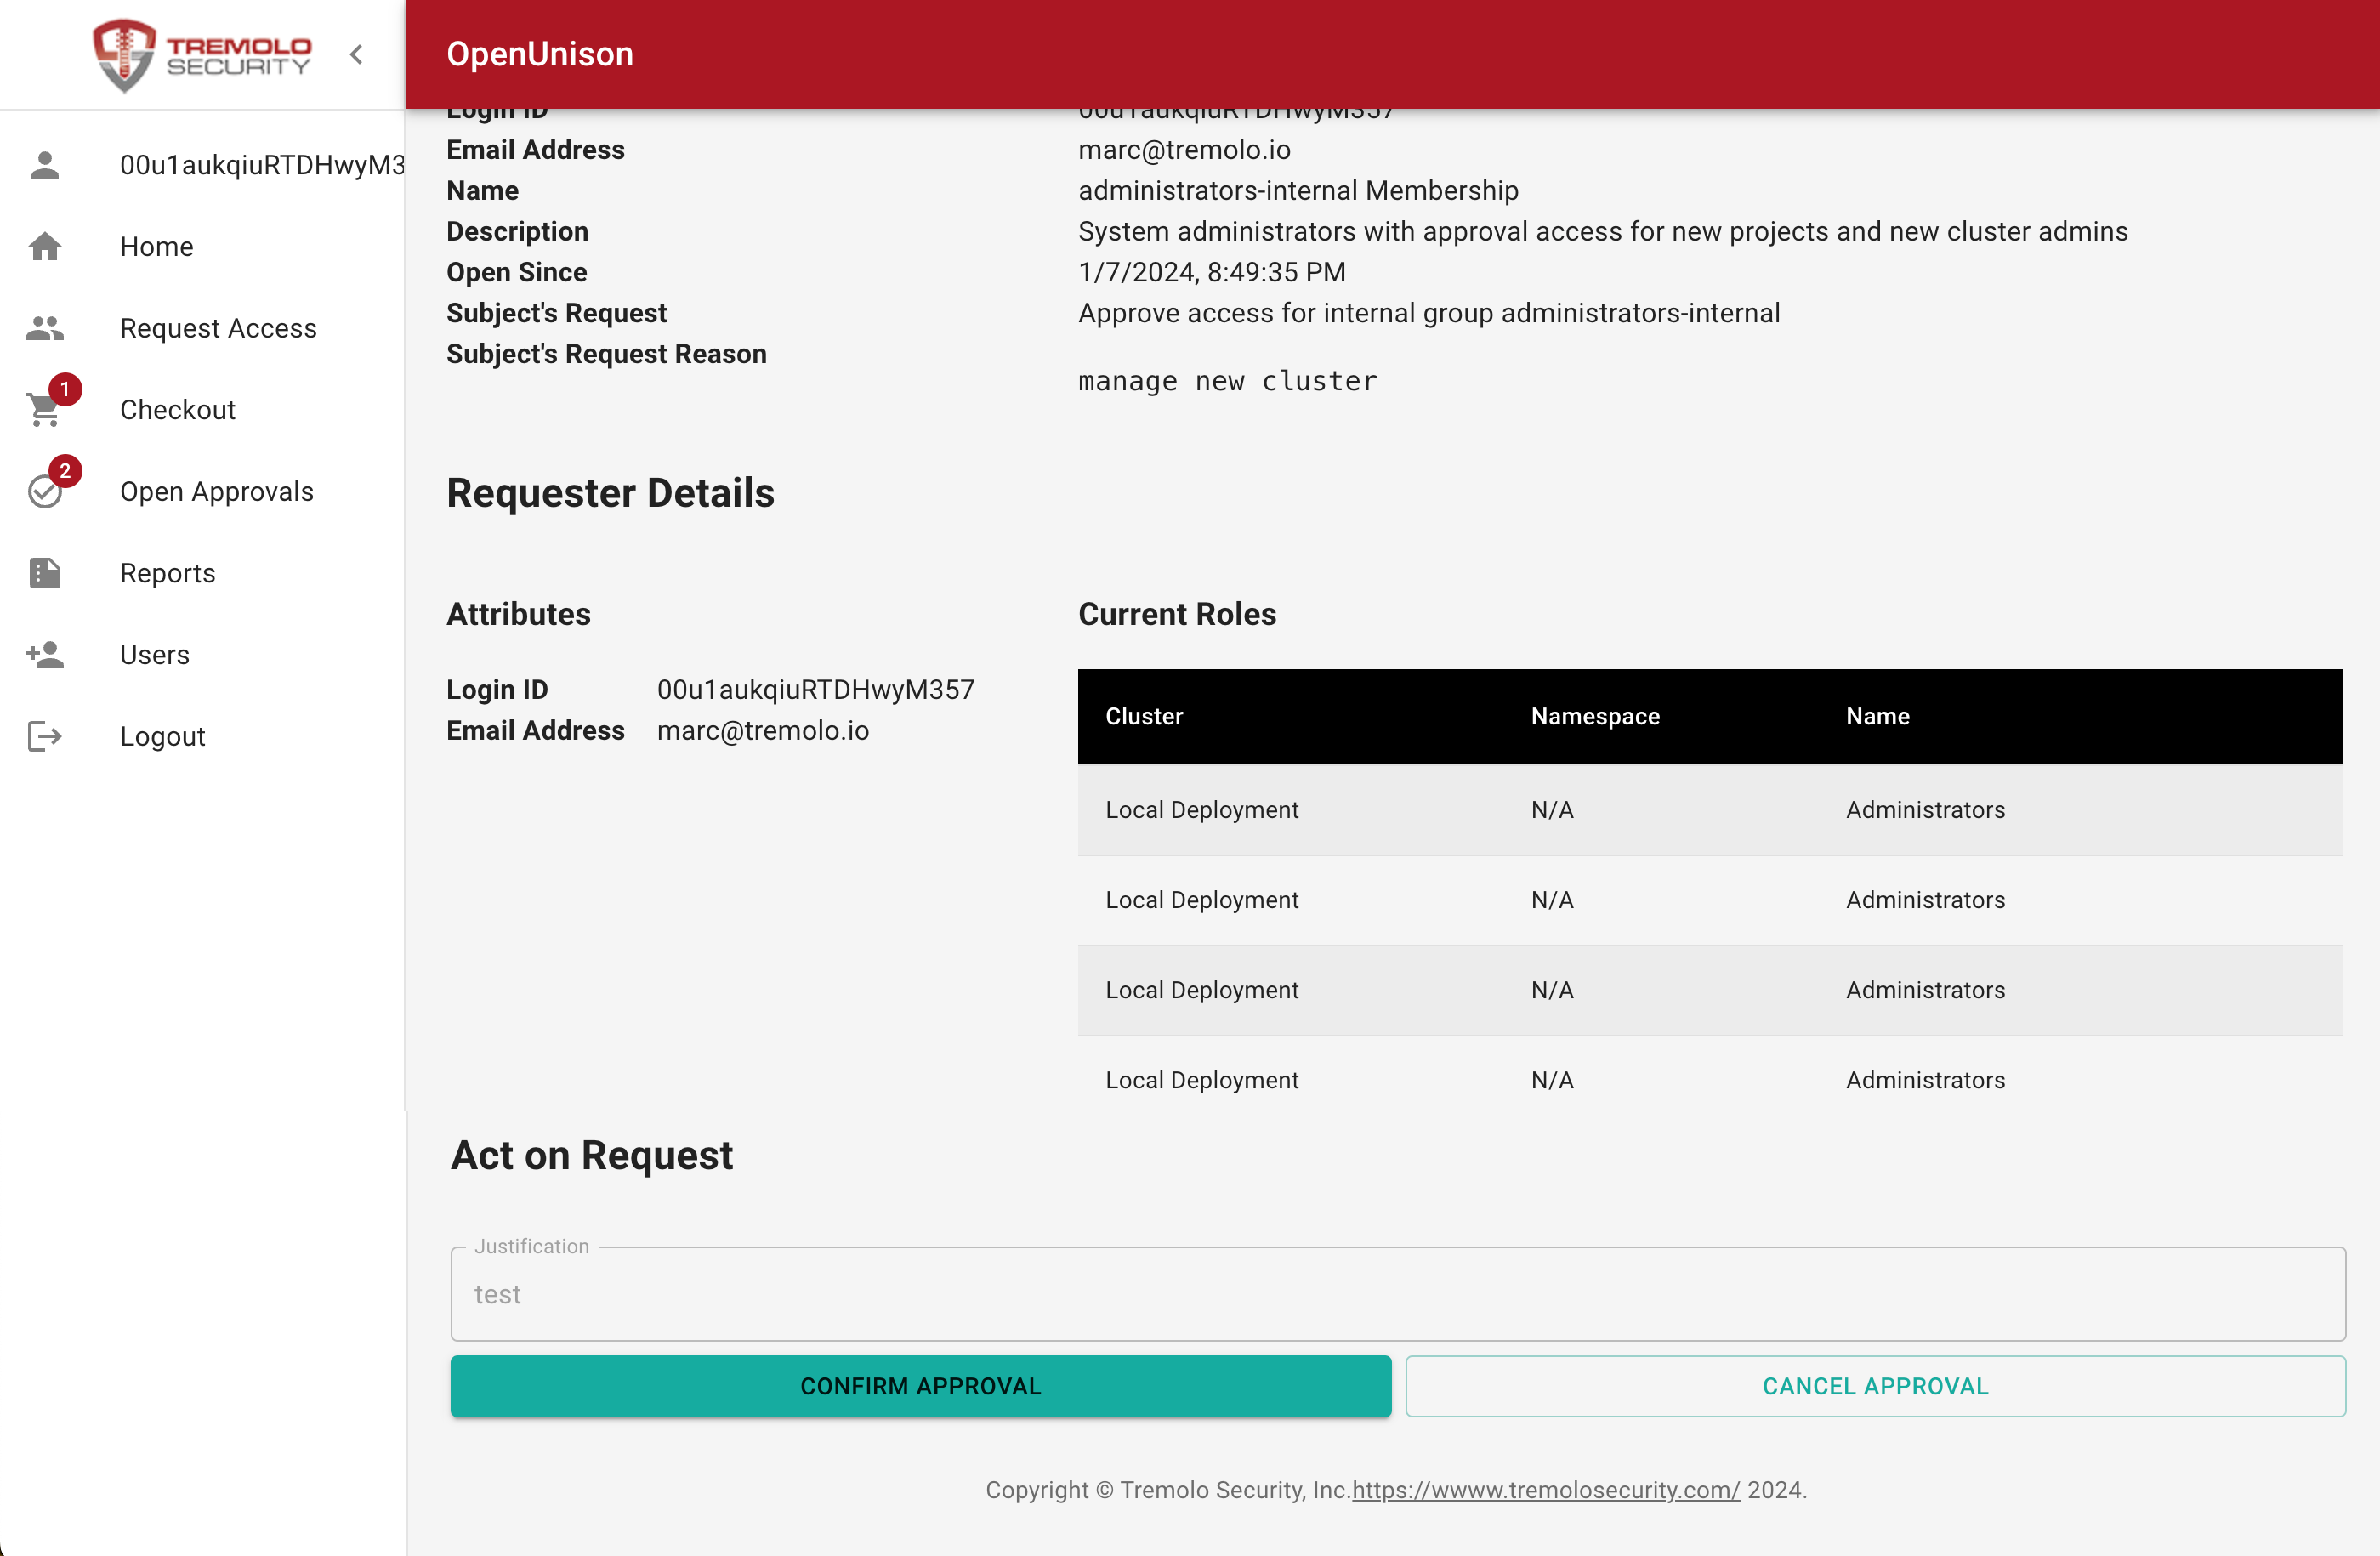 TREMOLO
SECURITY
OpenUnison
00u1aukqiuRTDHwyM3
Home
Request Access
1
Checkout
2
Open Approvals
Reports
Users
Logout
Login ID 00u1aukqiuRTDHwyM357
Email Address marc@tremolo.io
Name administrators-internal Membership
Description System administrators with approval access for new projects and new cluster admins
Open Since 1/7/2024, 8:49:35 PM
Subject's Request Approve access for internal group administrators-internal
Subject's Request Reason
manage new cluster
Requester Details
Attributes
Login ID 00u1aukqiuRTDHwyM357
Email Address marc@tremolo.io
Current Roles
Cluster Namespace Name
Local Deployment N/A Administrators
Local Deployment N/A Administrators
Local Deployment N/A Administrators
Local Deployment N/A Administrators
Act on Request
Justification
test
CONFIRM APPROVAL CANCEL APPROVAL
Copyright © Tremolo Security, Inc.https://wwww.tremolosecurity.com/ 2024.